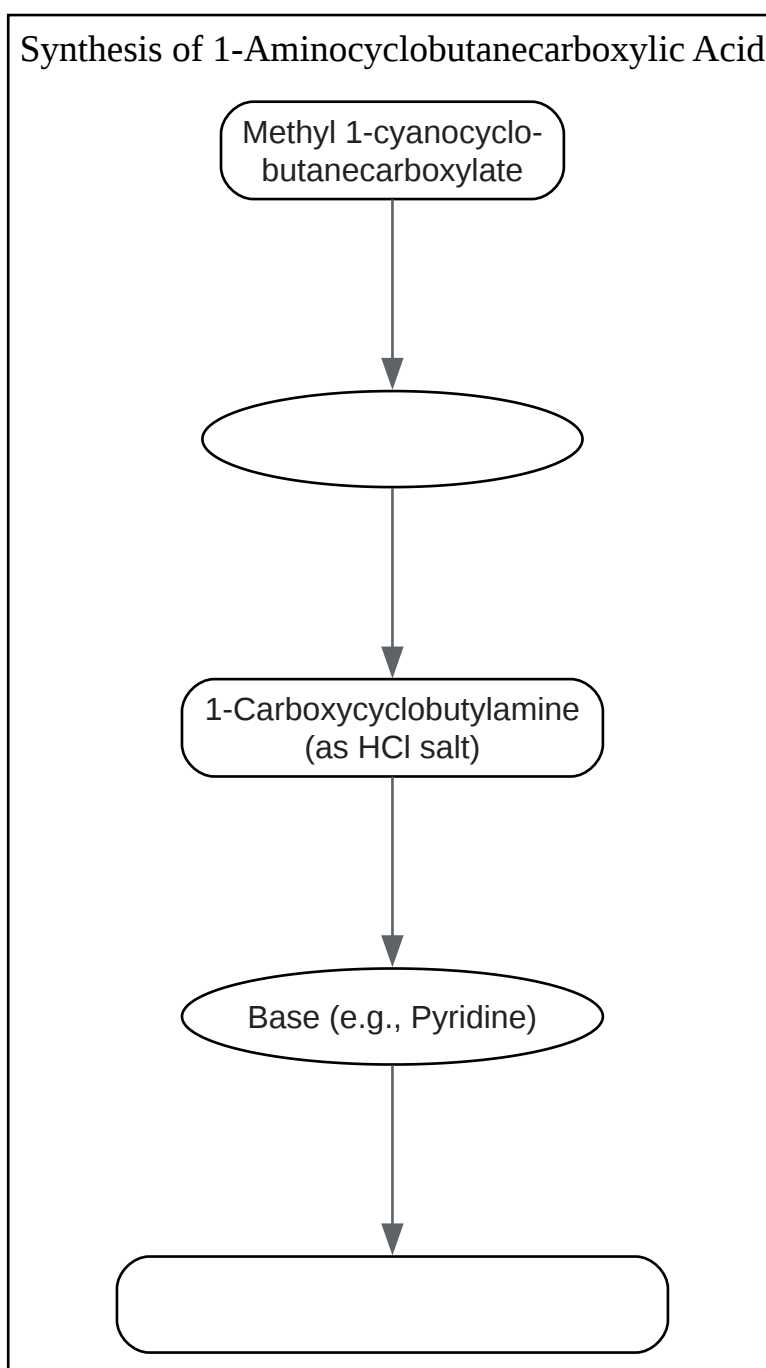 Synthesis of 1-Aminocyclobutanecarboxylic Acid
Methyl 1-cyanocyclo-
butanecarboxylate
1-Carboxycyclobutylamine
(as HCl salt)
Base (e.g., Pyridine)